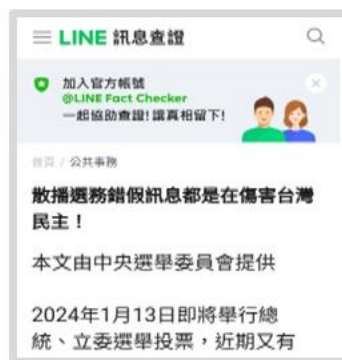 LINE 訊息查證
加入官方帳號
@LINE Fact Checker
一起協助查證!讓真相留下!
首頁 / 公共事務
散播選務錯假訊息都是在傷害台灣
民主！
本文由中央選舉委員會提供
2024年1月13日即將舉行總
統、立委選舉投票，近期又有